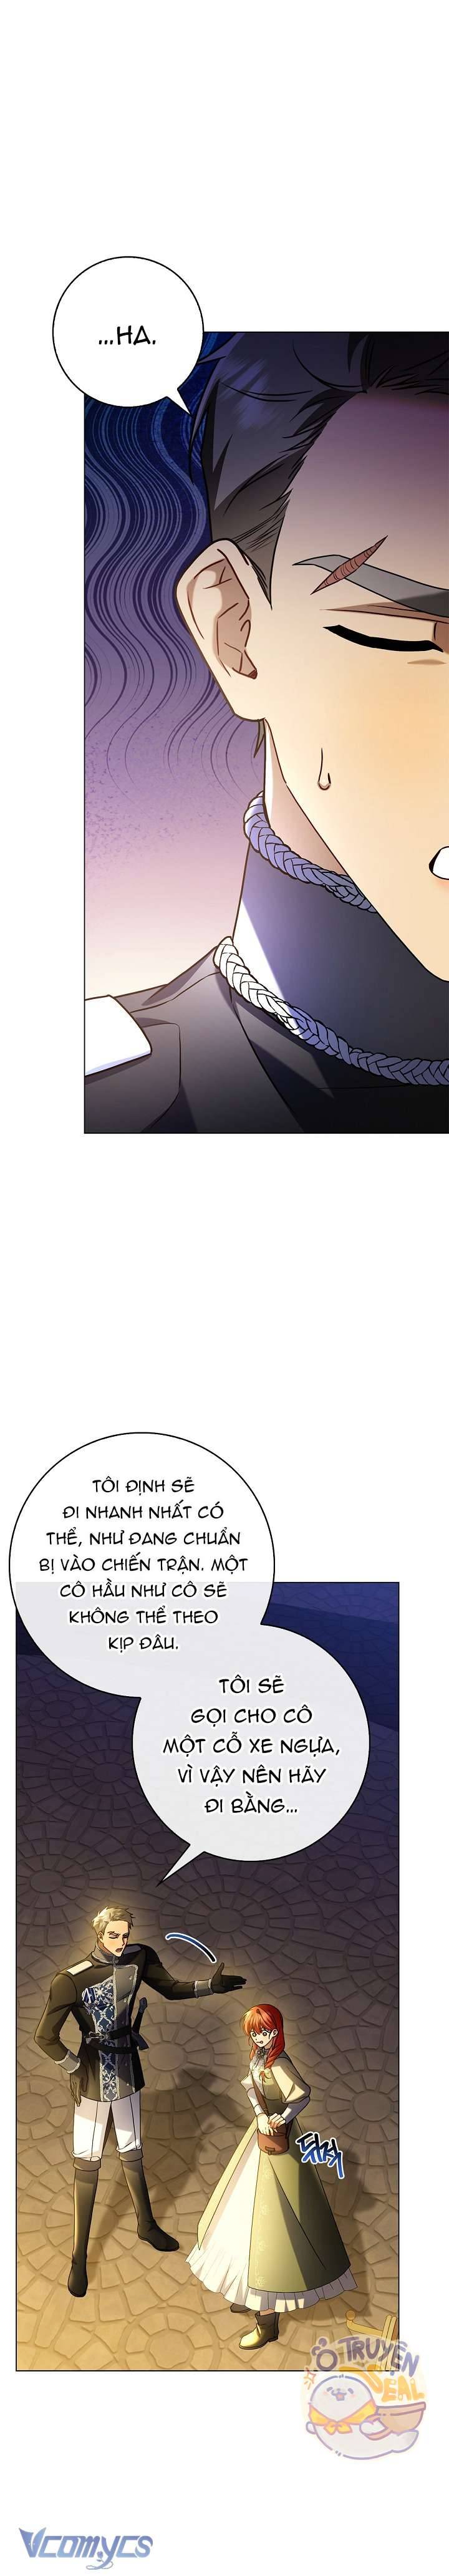 ...HA.
TÔI ĐỊNH SẼ
ĐI NHANH NHẤT CÓ
THỂ, NHƯ ĐANG CHUẨN
BỊ VÀO CHIẾN TRẬN. MỘT
CÔ HẦU NHƯ CÔ SẼ
KHÔNG THỂ THEO
KỊP ĐÂU.
TÔI SẼ
GỌI CHO CÔ
MỘT CỖ XE NGỰA,
VÌ VẬY NÊN HÃY
ĐI BẰNG...
Ổ TRUYỆN
SEAL
Vcomycs